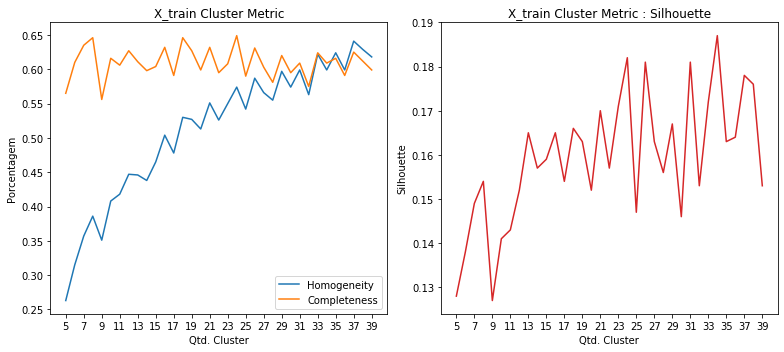 X_train Cluster Metric
0.65
0.60
0.55
0.50
0.45
0.40
0.35
0.30
0.25
Porcentagem
5 7 9 11 13 15 17 19 21 23 25 27 29 31 33 35 37 39
Qtd. Cluster
Homogeneity
Completeness
X_train Cluster Metric : Silhouette
0.19
0.18
0.17
0.16
0.15
0.14
0.13
Silhouette
5 7 9 11 13 15 17 19 21 23 25 27 29 31 33 35 37 39
Qtd. Cluster